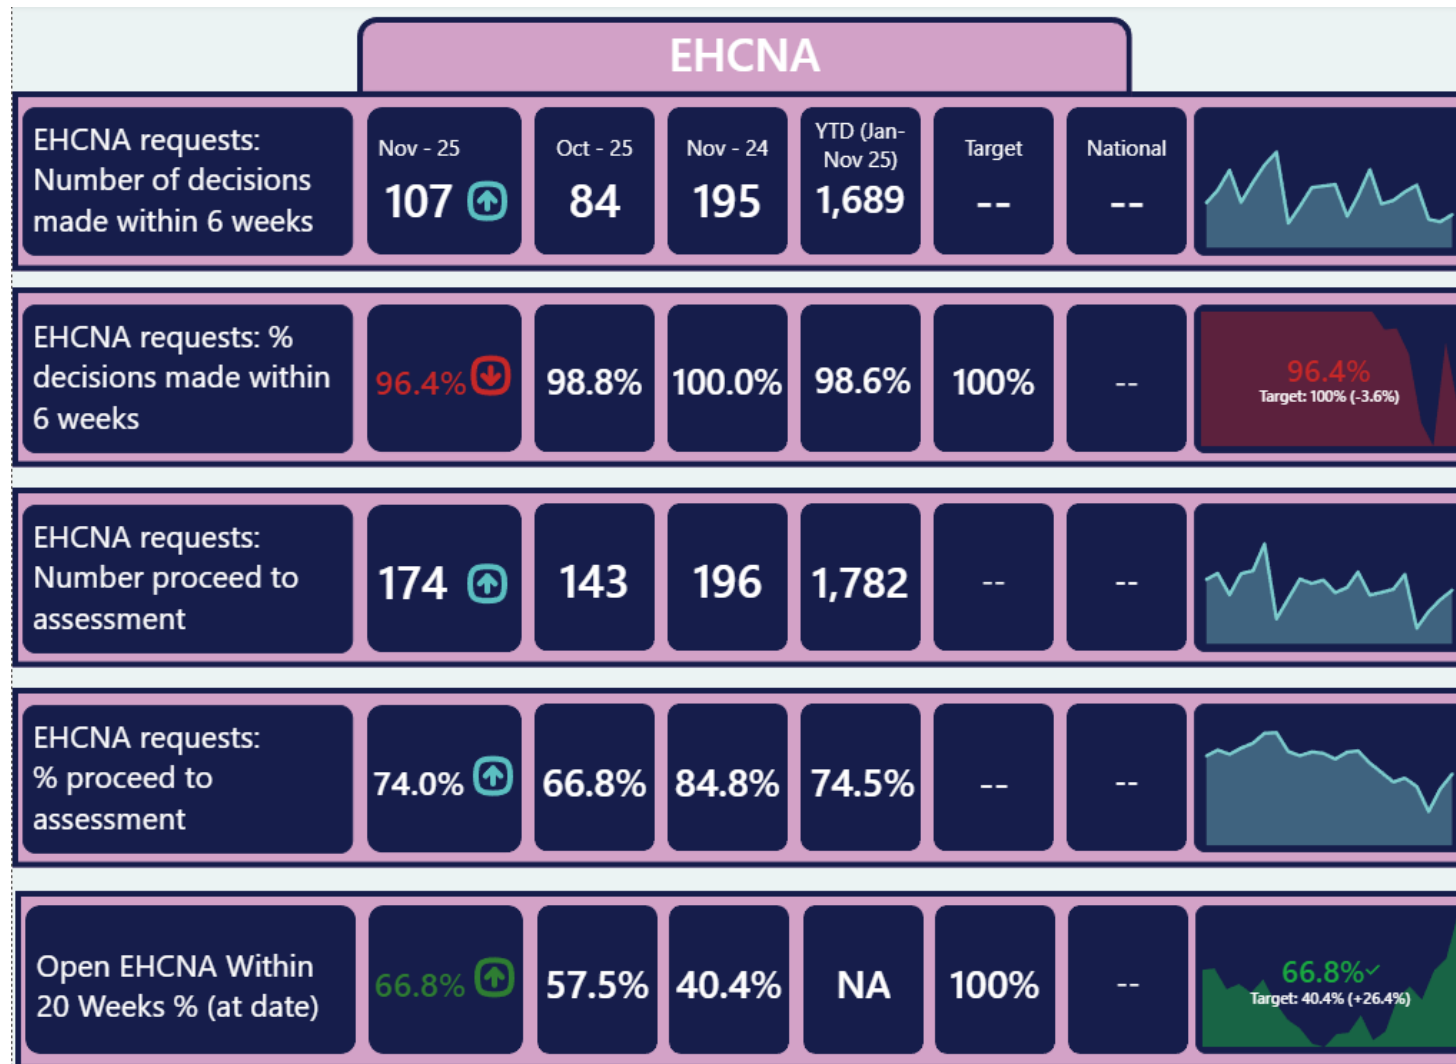 EHCNA
EHCNA requests:
Number of decisions
made within 6 weeks
Nov - 25
107
Oct - 25
84
Nov - 24
195
YTD (Jan-
Nov 25)
1,689
Target
--
National
--
EHCNA requests: %
decisions made within
6 weeks
96.4%
98.8%
100.0%
98.6%
100%
--
96.4%
Target: 100% (-3.6%)
EHCNA requests:
Number proceed to
assessment
174
143
196
1,782
--
--
EHCNA requests:
% proceed to
assessment
74.0%
66.8%
84.8%
74.5%
--
--
Open EHCNA Within
20 Weeks % (at date)
66.8%
57.5%
40.4%
NA
100%
--
66.8%✓
Target: 40.4% (+26.4%)